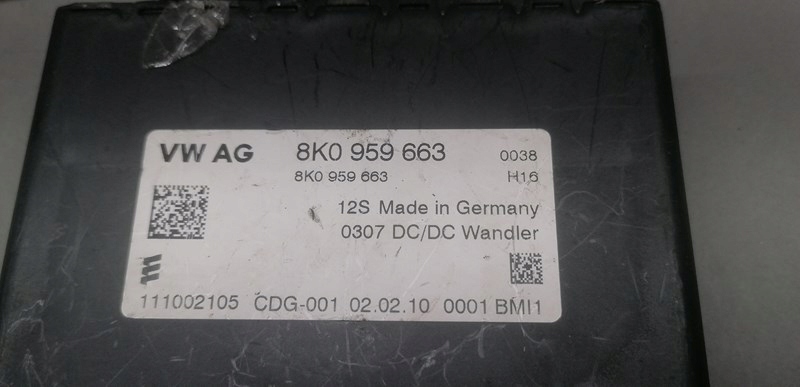 VW AG 8K0 959 663 0038
8K0 959 663 H16
12S Made in Germany
0307 DC/DC Wandler
111002105 CDG-001 02.02.10 0001 BMI1